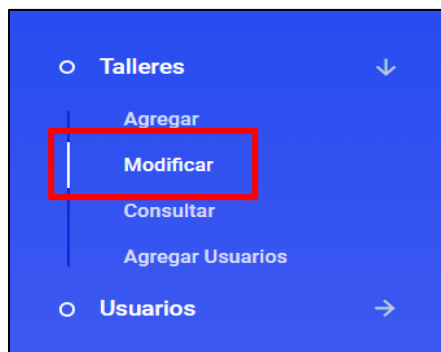 Talleres
Agregar
Modificar
Consultar
Agregar Usuarios
Usuarios